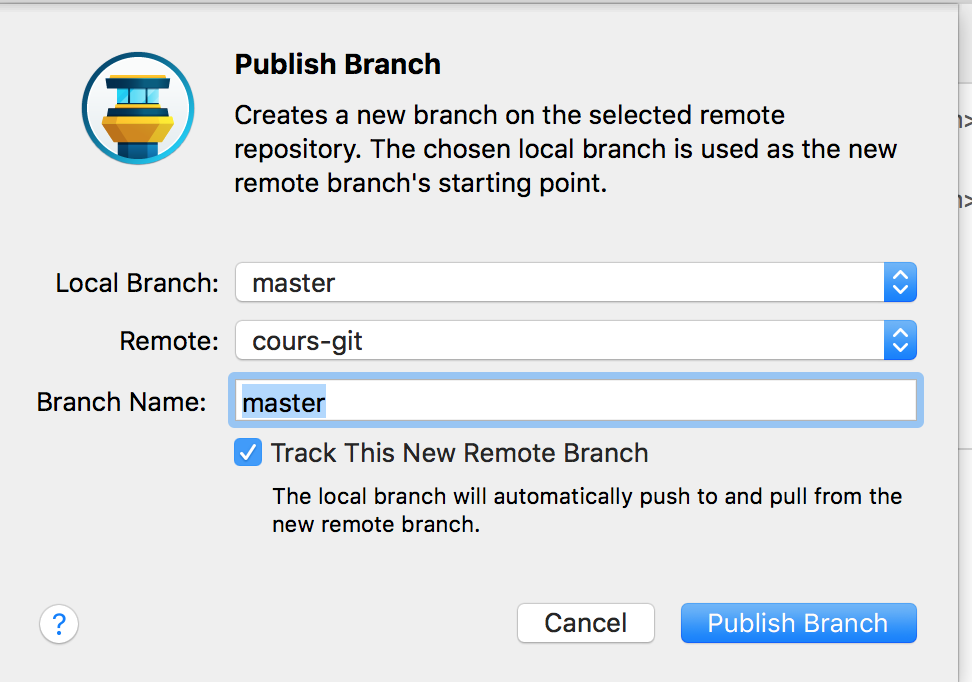 Publish Branch
Creates a new branch on the selected remote
repository. The chosen local branch is used as the new
remote branch's starting point.
Local Branch: master
Remote: cours-git
Branch Name: master
Track This New Remote Branch
The local branch will automatically push to and pull from the
new remote branch.
? Cancel Publish Branch